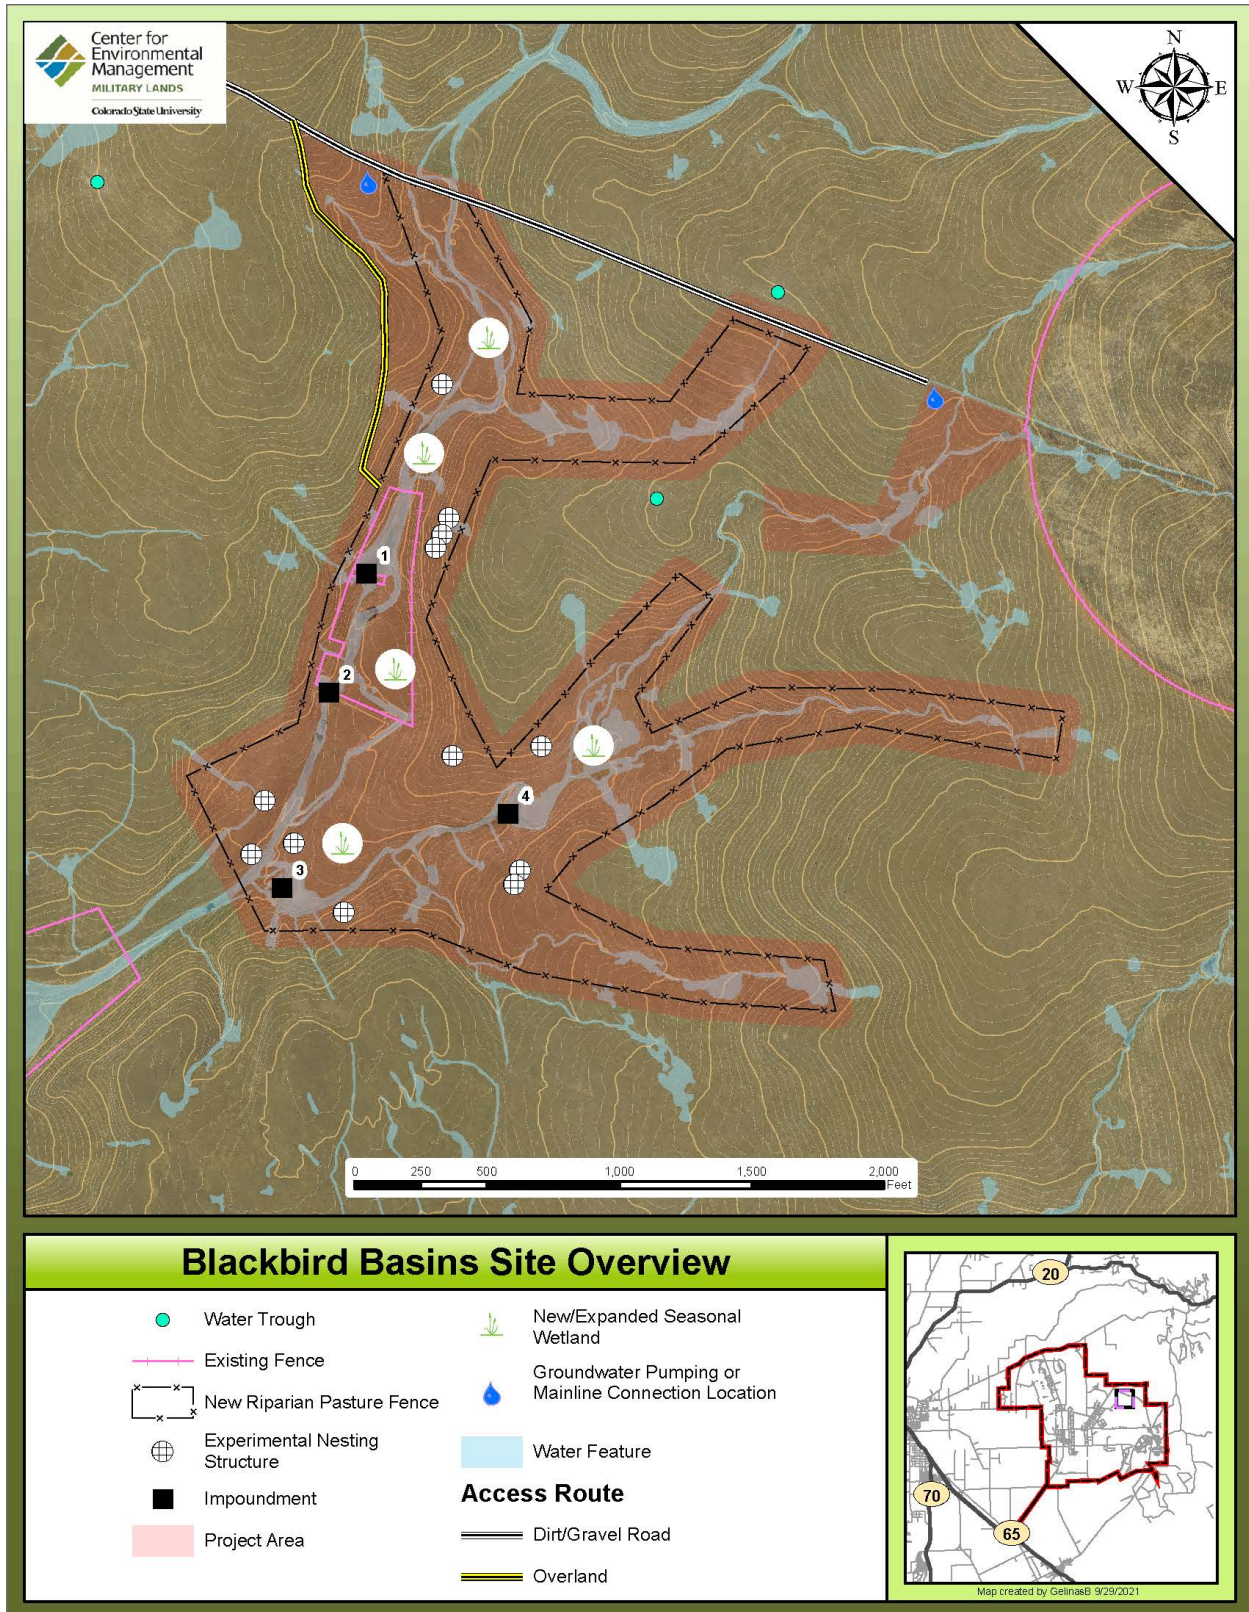 Center for
Environmental
Management
MILITARY LANDS
Colorado State University
N
W
E
S
1
2
3
4
0
250
500
1,000
1,500
2,000
Feet
Blackbird Basins Site Overview
Water Trough
Existing Fence
New Riparian Pasture Fence
Experimental Nesting
Structure
Impoundment
Project Area
New/Expanded Seasonal
Wetland
Groundwater Pumping or
Mainline Connection Location
Water Feature
Access Route
Dirt/Gravel Road
Overland
20
70
65
Map created by GelinasB 9/29/2021